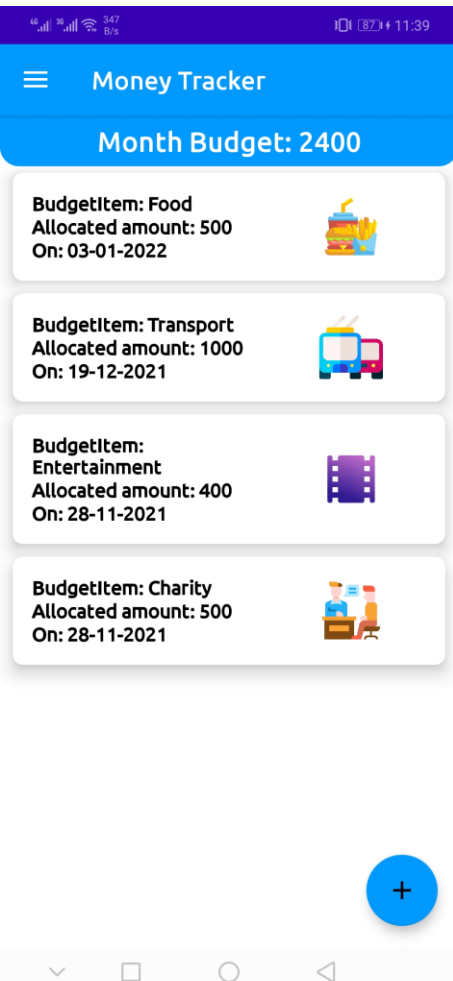 46 36 347
B/s 87 11:39
Money Tracker
Month Budget: 2400
BudgetItem: Food
Allocated amount: 500
On: 03-01-2022
BudgetItem: Transport
Allocated amount: 1000
On: 19-12-2021
BudgetItem:
Entertainment
Allocated amount: 400
On: 28-11-2021
BudgetItem: Charity
Allocated amount: 500
On: 28-11-2021
+